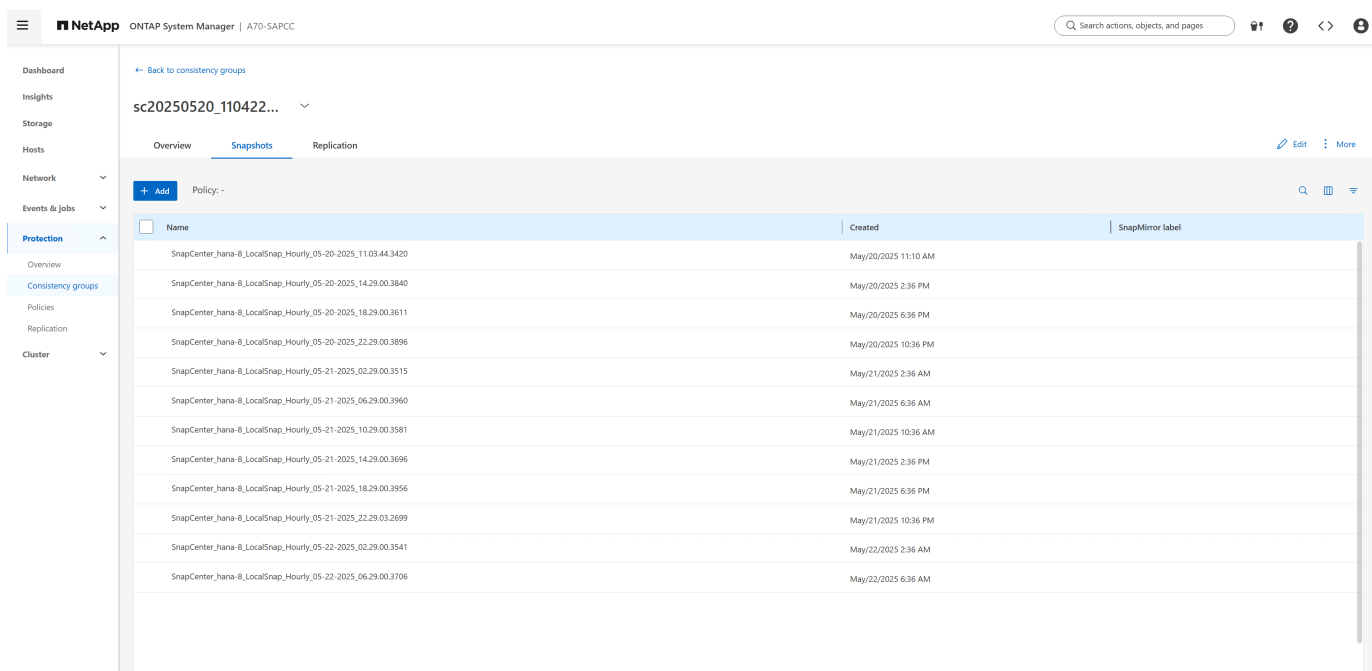 NetApp ONTAP System Manager | A70-SAPCC
Search actions, objects, and pages
Dashboard
Insights
Storage
Hosts
Network
Events & jobs
Protection
Overview
Consistency groups
Policies
Replication
Cluster
← Back to consistency groups
sc20250520_110422...
Overview Snapshots Replication
Edit More
+ Add Policy: -
Name Created SnapMirror label
SnapCenter_hana-8_LocalSnap_Hourly_05-20-2025_11.03.44.3420 May/20/2025 11:10 AM
SnapCenter_hana-8_LocalSnap_Hourly_05-20-2025_14.29.00.3840 May/20/2025 2:36 PM
SnapCenter_hana-8_LocalSnap_Hourly_05-20-2025_18.29.00.3611 May/20/2025 6:36 PM
SnapCenter_hana-8_LocalSnap_Hourly_05-20-2025_22.29.00.3896 May/20/2025 10:36 PM
SnapCenter_hana-8_LocalSnap_Hourly_05-21-2025_02.29.00.3515 May/21/2025 2:36 AM
SnapCenter_hana-8_LocalSnap_Hourly_05-21-2025_06.29.00.3960 May/21/2025 6:36 AM
SnapCenter_hana-8_LocalSnap_Hourly_05-21-2025_10.29.00.3581 May/21/2025 10:36 AM
SnapCenter_hana-8_LocalSnap_Hourly_05-21-2025_14.29.00.3696 May/21/2025 2:36 PM
SnapCenter_hana-8_LocalSnap_Hourly_05-21-2025_18.29.00.3956 May/21/2025 6:36 PM
SnapCenter_hana-8_LocalSnap_Hourly_05-21-2025_22.29.03.2699 May/21/2025 10:36 PM
SnapCenter_hana-8_LocalSnap_Hourly_05-22-2025_02.29.00.3541 May/22/2025 2:36 AM
SnapCenter_hana-8_LocalSnap_Hourly_05-22-2025_06.29.00.3706 May/22/2025 6:36 AM